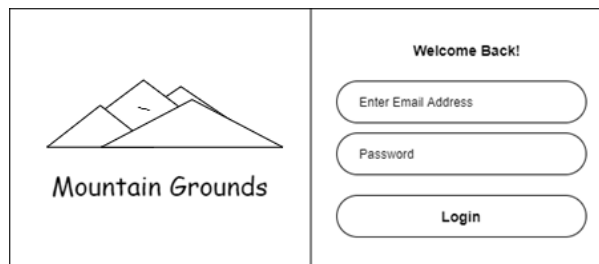 Mountain Grounds
Welcome Back!
Enter Email Address
Password
Login